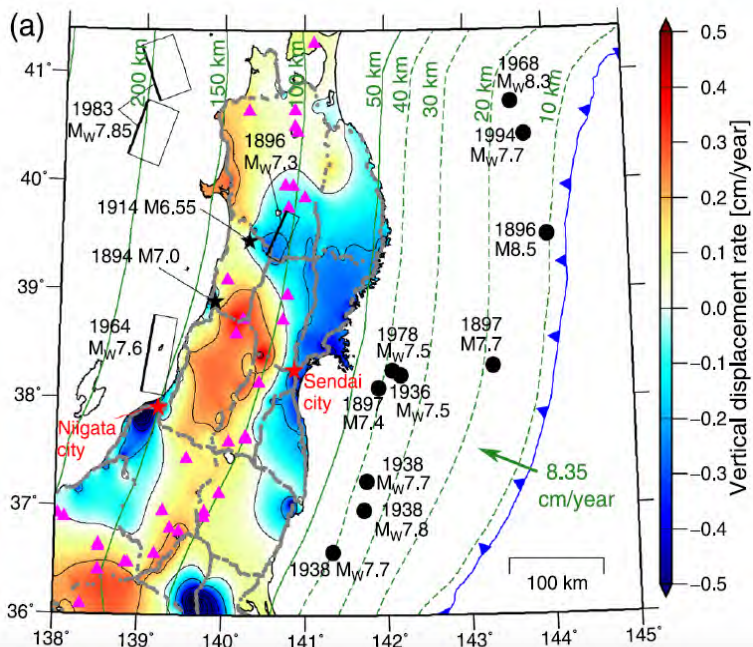 (a)
41°
40°
39°
38°
37°
36°
138°
139°
140°
141°
142°
143°
144°
145°
200 km
150 km
100 km
50 km
40 km
30 km
20 km
10 km
1983
MW7.85
1896
MW7.3
1914 M6.55
1894 M7.0
1964
MW7.6
Niigata
city
Sendai
city
1968
MW8.3
1994
MW7.7
1896
M8.5
1897
M7.7
1978
MW7.5
1936
MW7.5
1897
M7.4
1938
MW7.7
1938
MW7.8
1938 MW7.7
8.35
cm/year
100 km
0.5
0.4
0.3
0.2
0.1
0.0
−0.1
−0.2
−0.3
−0.4
−0.5
Vertical displacement rate [cm/year]